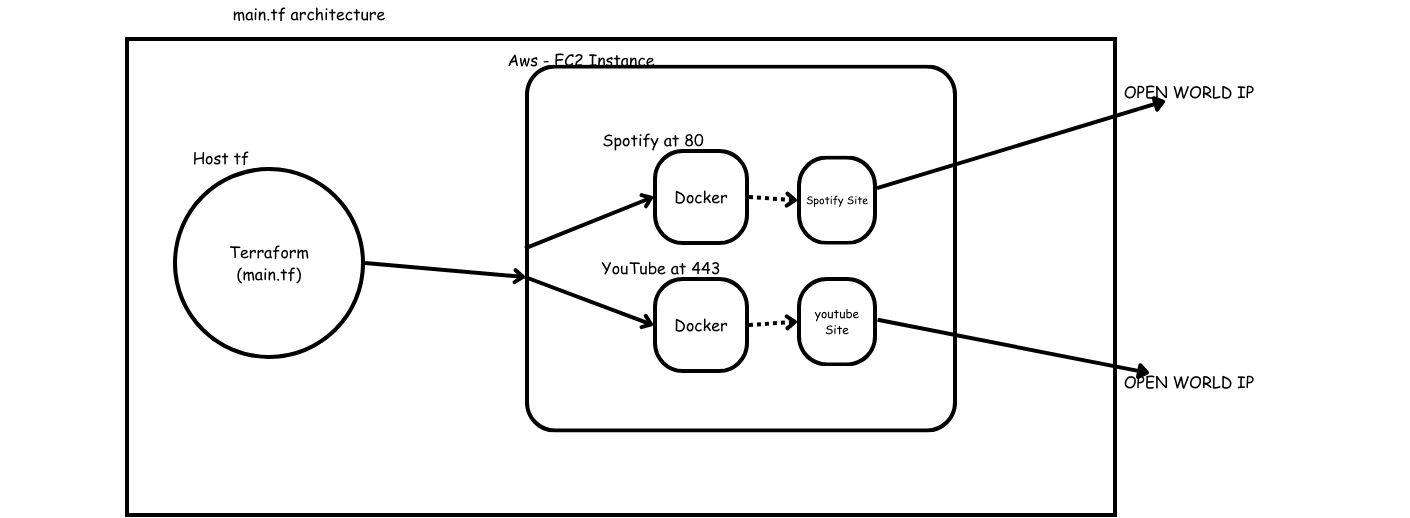 main.tf architecture
Aws - EC2 Instance
OPEN WORLD IP
Spotify at 80
Host tf
Docker
Spotify Site
Terraform
(main.tf)
YouTube at 443
Docker
youtube
Site
OPEN WORLD IP